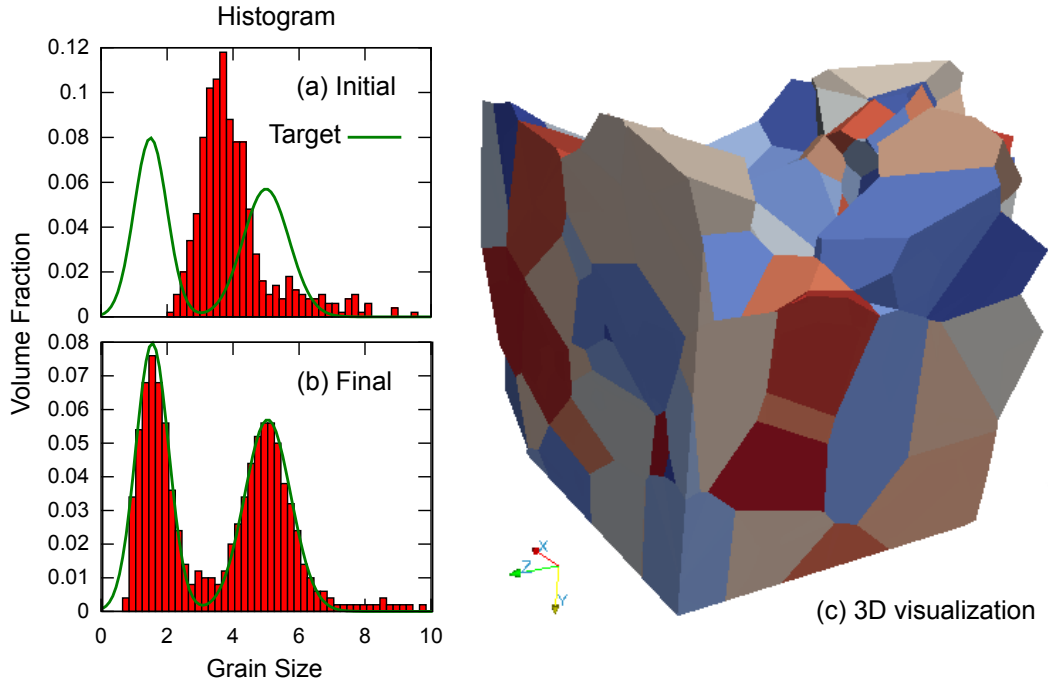 Histogram
0.12
0.1
0.08
0.06
0.04
0.02
0
(a) Initial
Target
Volume Fraction
0.08
0.07
0.06
0.05
0.04
0.03
0.02
0.01
0
(b) Final
0 2 4 6 8 10
Grain Size
X
Z
Y
(c) 3D visualization